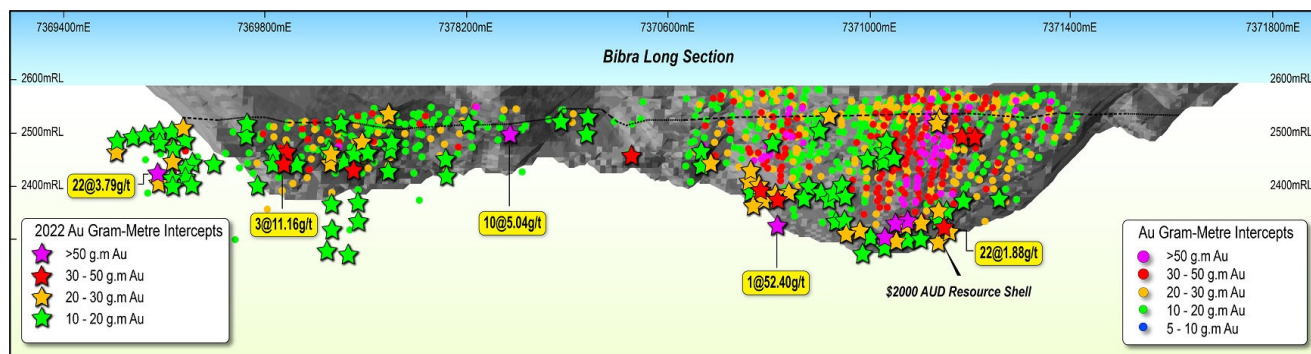 7369400mE 7369800mE 7378200mE 7370600mE 7371000mE 7371400mE 7371800mE
Bibra Long Section
2600mRL 2600mRL
2500mRL 2500mRL
2400mRL 2400mRL
22@3.79g/t
3@11.16g/t
10@5.04g/t
1@52.40g/t
22@1.88g/t
$2000 AUD Resource Shell
2022 Au Gram-Metre Intercepts
>50 g.m Au
30 - 50 g.m Au
20 - 30 g.m Au
10 - 20 g.m Au
Au Gram-Metre Intercepts
>50 g.m Au
30 - 50 g.m Au
20 - 30 g.m Au
10 - 20 g.m Au
5 - 10 g.m Au